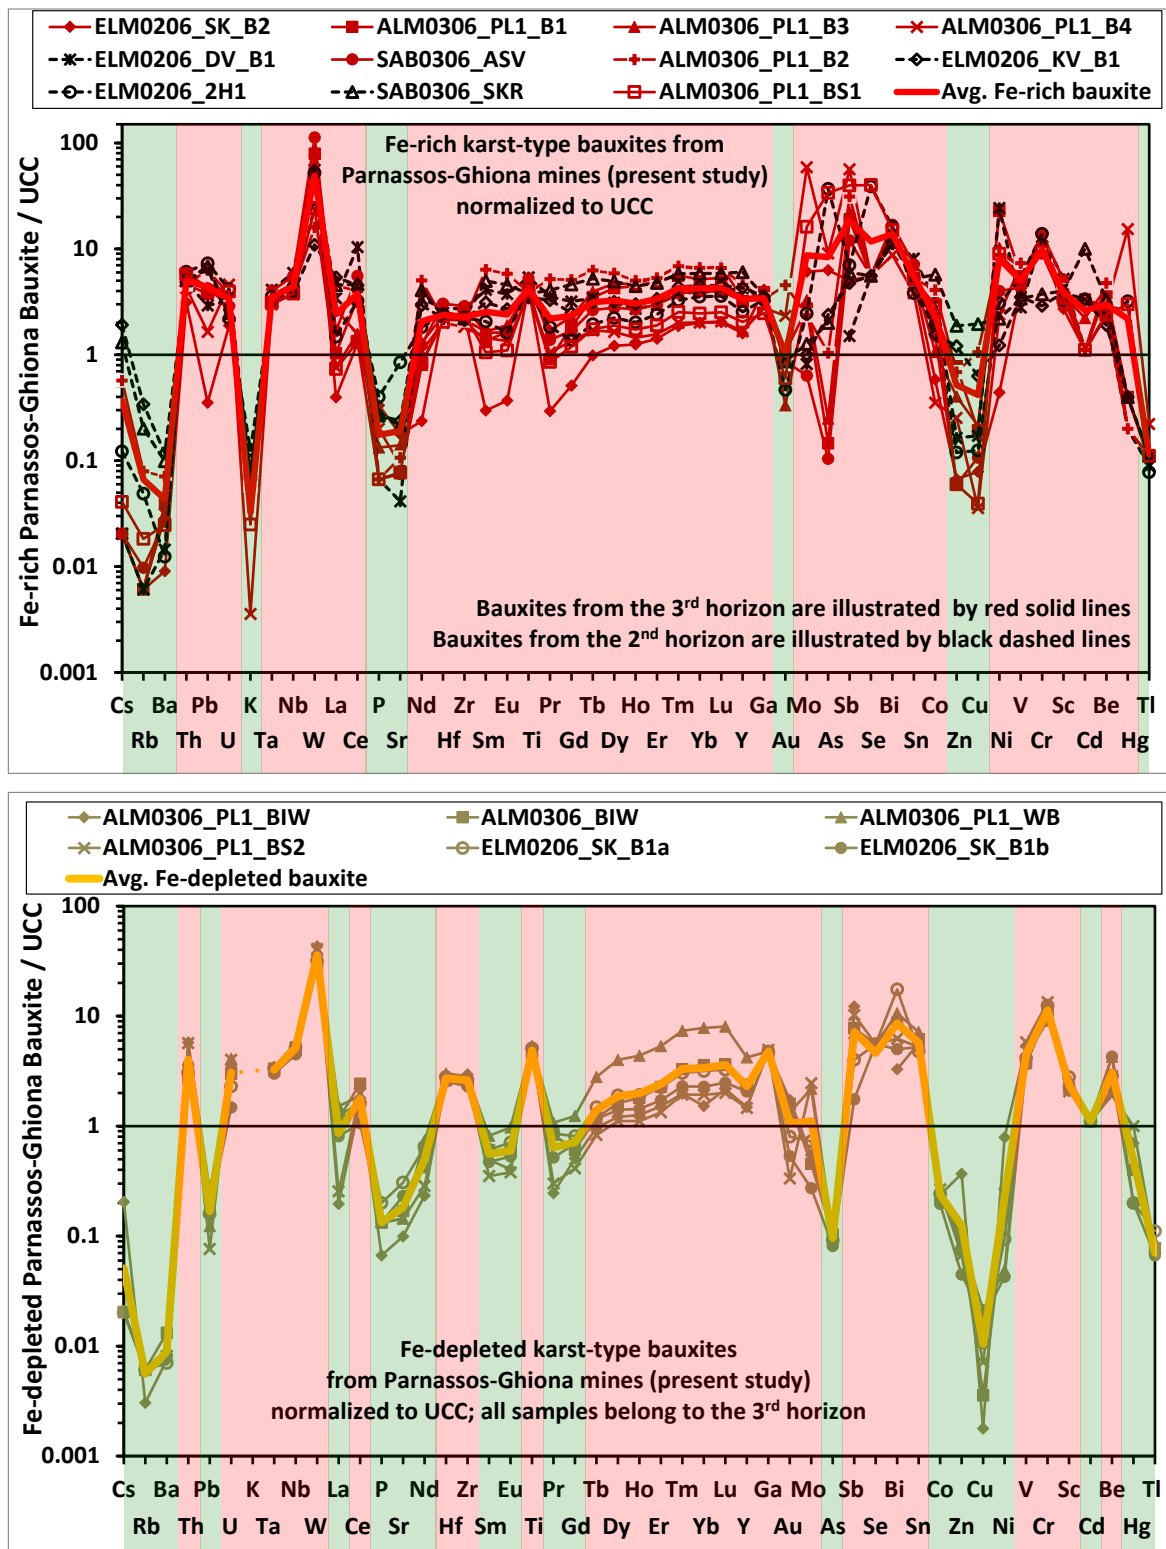 ELM0206_SK_B2 ALM0306_PL1_B1 ALM0306_PL1_B3 ALM0306_PL1_B4
ELM0206_DV_B1 SAB0306_ASV ALM0306_PL1_B2 ELM0206_KV_B1
ELM0206_2H1 SAB0306_SKR ALM0306_PL1_BS1 Avg. Fe-rich bauxite
Fe-rich Parnassos-Ghiona Bauxite / UCC
100
10
1
0.1
0.01
0.001
Fe-rich karst-type bauxites from
Parnassos-Ghiona mines (present study)
normalized to UCC
Bauxites from the 3rd horizon are illustrated by red solid lines
Bauxites from the 2nd horizon are illustrated by black dashed lines
Cs Ba Pb K Nb La P Nd Zr Eu Pr Tb Ho Tm Lu Ga Mo Sb Bi Co Cu V Sc Be Tl
Rb Th U Ta W Ce Sr Hf Sm Ti Gd Dy Er Yb Y Au As Se Sn Zn Ni Cr Cd Hg
ALM0306_PL1_BIW ALM0306_BIW ALM0306_PL1_WB
ALM0306_PL1_BS2 ELM0206_SK_B1a ELM0206_SK_B1b
Avg. Fe-depleted bauxite
Fe-depleted Parnassos-Ghiona Bauxite / UCC
100
10
1
0.1
0.01
0.001
Fe-depleted karst-type bauxites
from Parnassos-Ghiona mines (present study)
normalized to UCC; all samples belong to the 3rd horizon
Cs Ba Pb K Nb La P Nd Zr Eu Pr Tb Ho Tm Lu Ga Mo Sb Bi Co Cu V Sc Be Tl
Rb Th U Ta W Ce Sr Hf Sm Ti Gd Dy Er Yb Y Au As Se Sn Zn Ni Cr Cd Hg